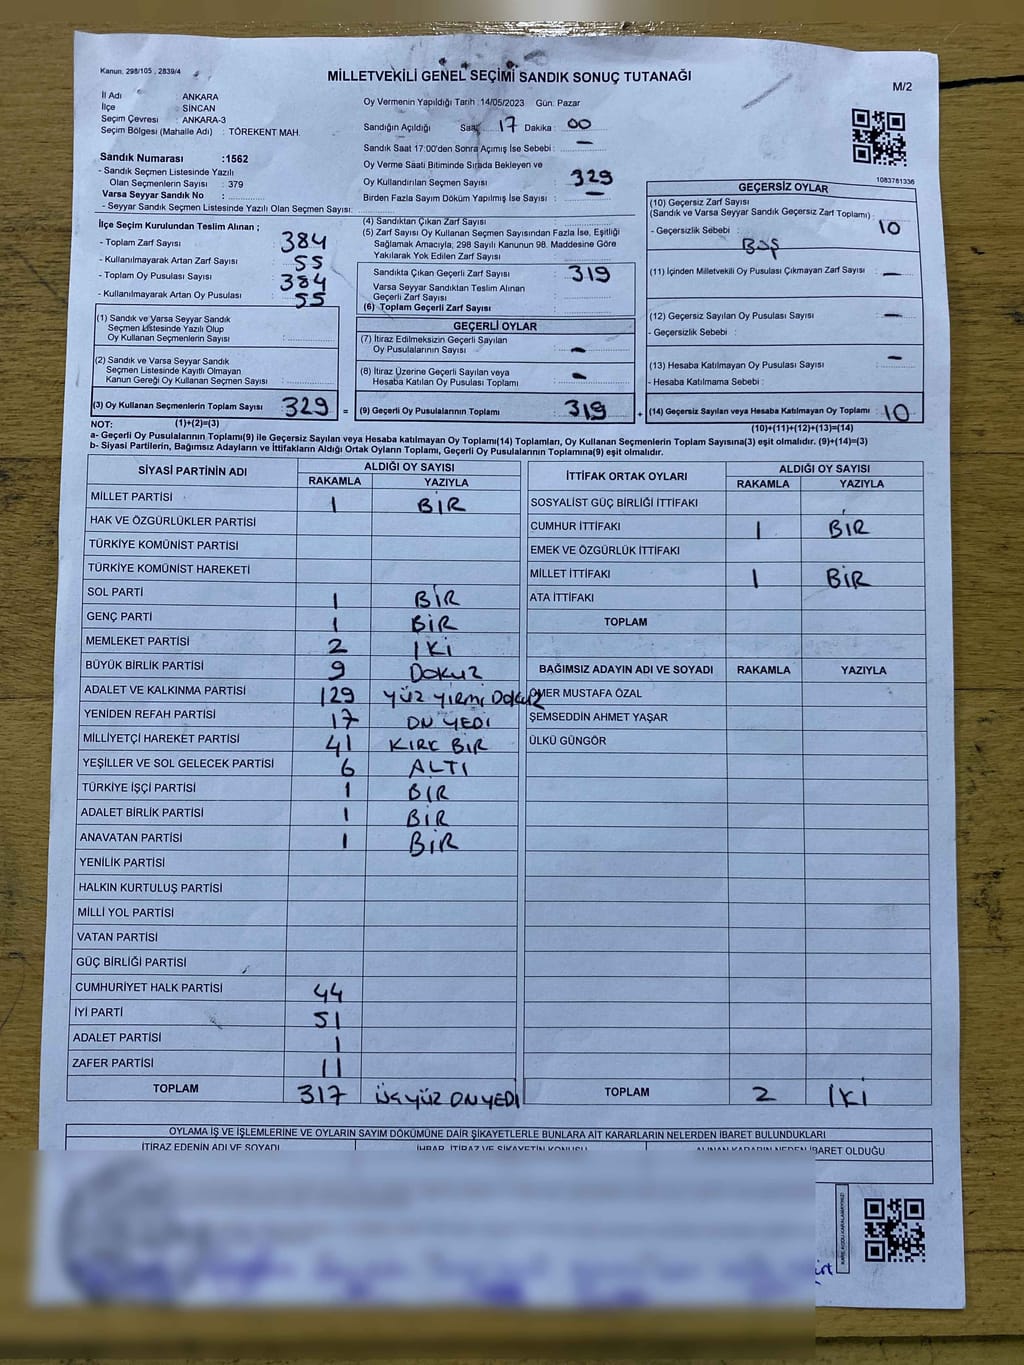 Kanun: 298/105 , 2839/4
MİLLETVEKİLİ GENEL SEÇİMİ SANDIK SONUÇ TUTANAĞI
M/2
İl Adı : ANKARA
İlçe : SİNCAN
Seçim Çevresi : ANKARA-3
Seçim Bölgesi (Mahalle Adı) : TÖREKENT MAH.
Sandık Numarası :1562
- Sandık Seçmen Listesinde Yazılı
Olan Seçmenlerin Sayısı : 379
Varsa Seyyar Sandık No :
- Seyyar Sandık Seçmen Listesinde Yazılı Olan Seçmen Sayısı:
Oy Vermenin Yapıldığı Tarih :14/05/2023 Gün: Pazar
Sandığın Açıldığı Saat: 17 Dakika : 00
Sandık Saat 17:00'den Sonra Açımış İse Sebebi : —
Oy Verme Saati Bitiminde Sırada Bekleyen ve
Oy Kullandırılan Seçmen Sayısı 329
Birden Fazla Sayım Döküm Yapılmış İse Sayısı : —
1083781336
İlçe Seçim Kurulundan Teslim Alınan ;
- Toplam Zarf Sayısı : 384
- Kullanılmayarak Artan Zarf Sayısı : 55
- Toplam Oy Pusulası Sayısı : 384
- Kullanılmayarak Artan Oy Pusulası : 55
(1) Sandık ve Varsa Seyyar Sandık
Seçmen Listesinde Yazılı Olup
Oy Kullanan Seçmenlerin Sayısı :
(2) Sandık ve Varsa Seyyar Sandık
Seçmen Listesinde Kayıtlı Olmayan
Kanun Gereği Oy Kullanan Seçmen Sayısı :
(3) Oy Kullanan Seçmenlerin Toplam Sayısı : 329 =
(1)+(2)=(3)
(4) Sandıktan Çıkan Zarf Sayısı :
(5) Zarf Sayısı Oy Kullanan Seçmen Sayısından Fazla İse, Eşitliği
Sağlamak Amacıyla, 298 Sayılı Kanunun 98. Maddesine Göre
Yakılarak Yok Edilen Zarf Sayısı :
Sandıkta Çıkan Geçerli Zarf Sayısı : 319
Varsa Seyyar Sandıktan Teslim Alınan
Geçerli Zarf Sayısı :
(6) Toplam Geçerli Zarf Sayısı :
GEÇERLİ OYLAR
(7) İtiraz Edilmeksizin Geçerli Sayılan
Oy Pusulalarının Sayısı : —
(8) İtiraz Üzerine Geçerli Sayılan veya
Hesaba Katılan Oy Pusulası Toplamı : —
(9) Geçerli Oy Pusulalarının Toplamı : 319 +
GEÇERSİZ OYLAR
(10) Geçersiz Zarf Sayısı
(Sandık ve Varsa Seyyar Sandık Geçersiz Zarf Toplamı) : 10
- Geçersizlik Sebebi : Boş
(11) İçinden Milletvekili Oy Pusulası Çıkmayan Zarf Sayısı : —
(12) Geçersiz Sayılan Oy Pusulası Sayısı : —
- Geçersizlik Sebebi :
(13) Hesaba Katılmayan Oy Pusulası Sayısı : —
- Hesaba Katılmama Sebebi :
(14) Geçersiz Sayılan veya Hesaba Katılmayan Oy Toplamı : 10
(10)+(11)+(12)+(13)=(14)
NOT:
a- Geçerli Oy Pusulalarının Toplamı(9) ile Geçersiz Sayılan veya Hesaba katılmayan Oy Toplamı(14) Toplamları, Oy Kullanan Seçmenlerin Toplam Sayısına(3) eşit olmalıdır. (9)+(14)=(3)
b- Siyasi Partilerin, Bağımsız Adayların ve İttifakların Aldığı Ortak Oyların Toplamı, Geçerli Oy Pusulalarının Toplamına(9) eşit olmalıdır.
SİYASİ PARTİNİN ADI ALDIĞI OY SAYISI
RAKAMLA YAZIYLA
MİLLET PARTİSİ 1 BİR
HAK VE ÖZGÜRLÜKLER PARTİSİ
TÜRKİYE KOMÜNİST PARTİSİ
TÜRKİYE KOMÜNİST HAREKETİ
SOL PARTİ 1 BİR
GENÇ PARTİ 1 BİR
MEMLEKET PARTİSİ 2 İKİ
BÜYÜK BİRLİK PARTİSİ 9 DOKUZ
ADALET VE KALKINMA PARTİSİ 129 YÜZ YİRMİ DOKUZ
YENİDEN REFAH PARTİSİ 17 ON YEDİ
MİLLİYETÇİ HAREKET PARTİSİ 41 KIRK BİR
YEŞİLLER VE SOL GELECEK PARTİSİ 6 ALTI
TÜRKİYE İŞÇİ PARTİSİ 1 BİR
ADALET BİRLİK PARTİSİ 1 BİR
ANAVATAN PARTİSİ 1 BİR
YENİLİK PARTİSİ
HALKIN KURTULUŞ PARTİSİ
MİLLİ YOL PARTİSİ
VATAN PARTİSİ
GÜÇ BİRLİĞİ PARTİSİ
CUMHURİYET HALK PARTİSİ 44
İYİ PARTİ 51
ADALET PARTİSİ 1
ZAFER PARTİSİ 11
TOPLAM 317 ÜÇ YÜZ ON YEDİ
İTTİFAK ORTAK OYLARI ALDIĞI OY SAYISI
RAKAMLA YAZIYLA
SOSYALİST GÜÇ BİRLİĞİ İTTİFAKI
CUMHUR İTTİFAKI 1 BİR
EMEK VE ÖZGÜRLÜK İTTİFAKI
MİLLET İTTİFAKI 1 BİR
ATA İTTİFAKI
TOPLAM
BAĞIMSIZ ADAYIN ADI VE SOYADI RAKAMLA YAZIYLA
ÖMER MUSTAFA ÖZAL
ŞEMSEDDİN AHMET YAŞAR
ÜLKÜ GÜNGÖR
TOPLAM 2 İKİ
OYLAMA İŞ VE İŞLEMLERİNE VE OYLARIN SAYIM DÖKÜMÜNE DAİR ŞİKAYETLERLE BUNLARA AİT KARARLARIN NELERDEN İBARET BULUNDUKLARI
İTİRAZ EDENİN ADI VE SOYADI İHBAR, İTİRAZ VE ŞİKAYETİN KONUSU ALINAN KARARIN NEDEN İBARET OLDUĞU
KARE KODU KARALAMAYINIZ!